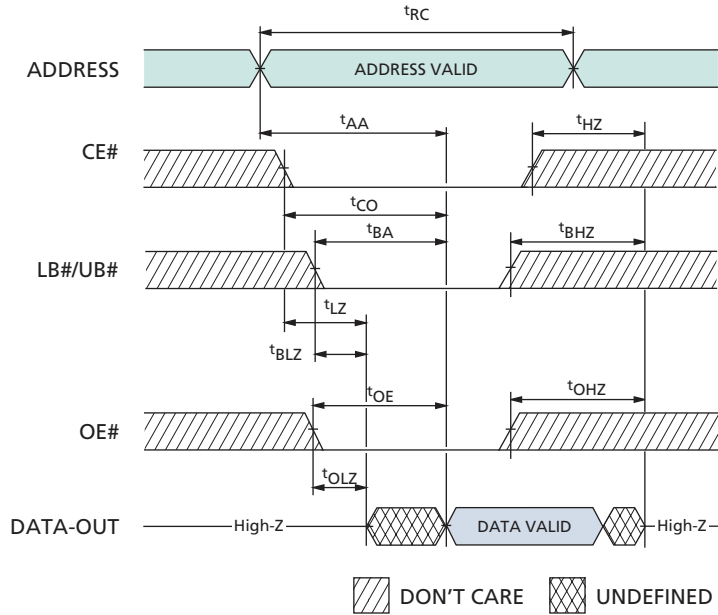 tRC
ADDRESS
ADDRESS VALID
tAA
tHZ
CE#
tCO
tBA
tBHZ
LB#/UB#
tLZ
tBLZ
tOE
tOHZ
OE#
tOLZ
DATA-OUT
High-Z
DATA VALID
High-Z
DON'T CARE
UNDEFINED